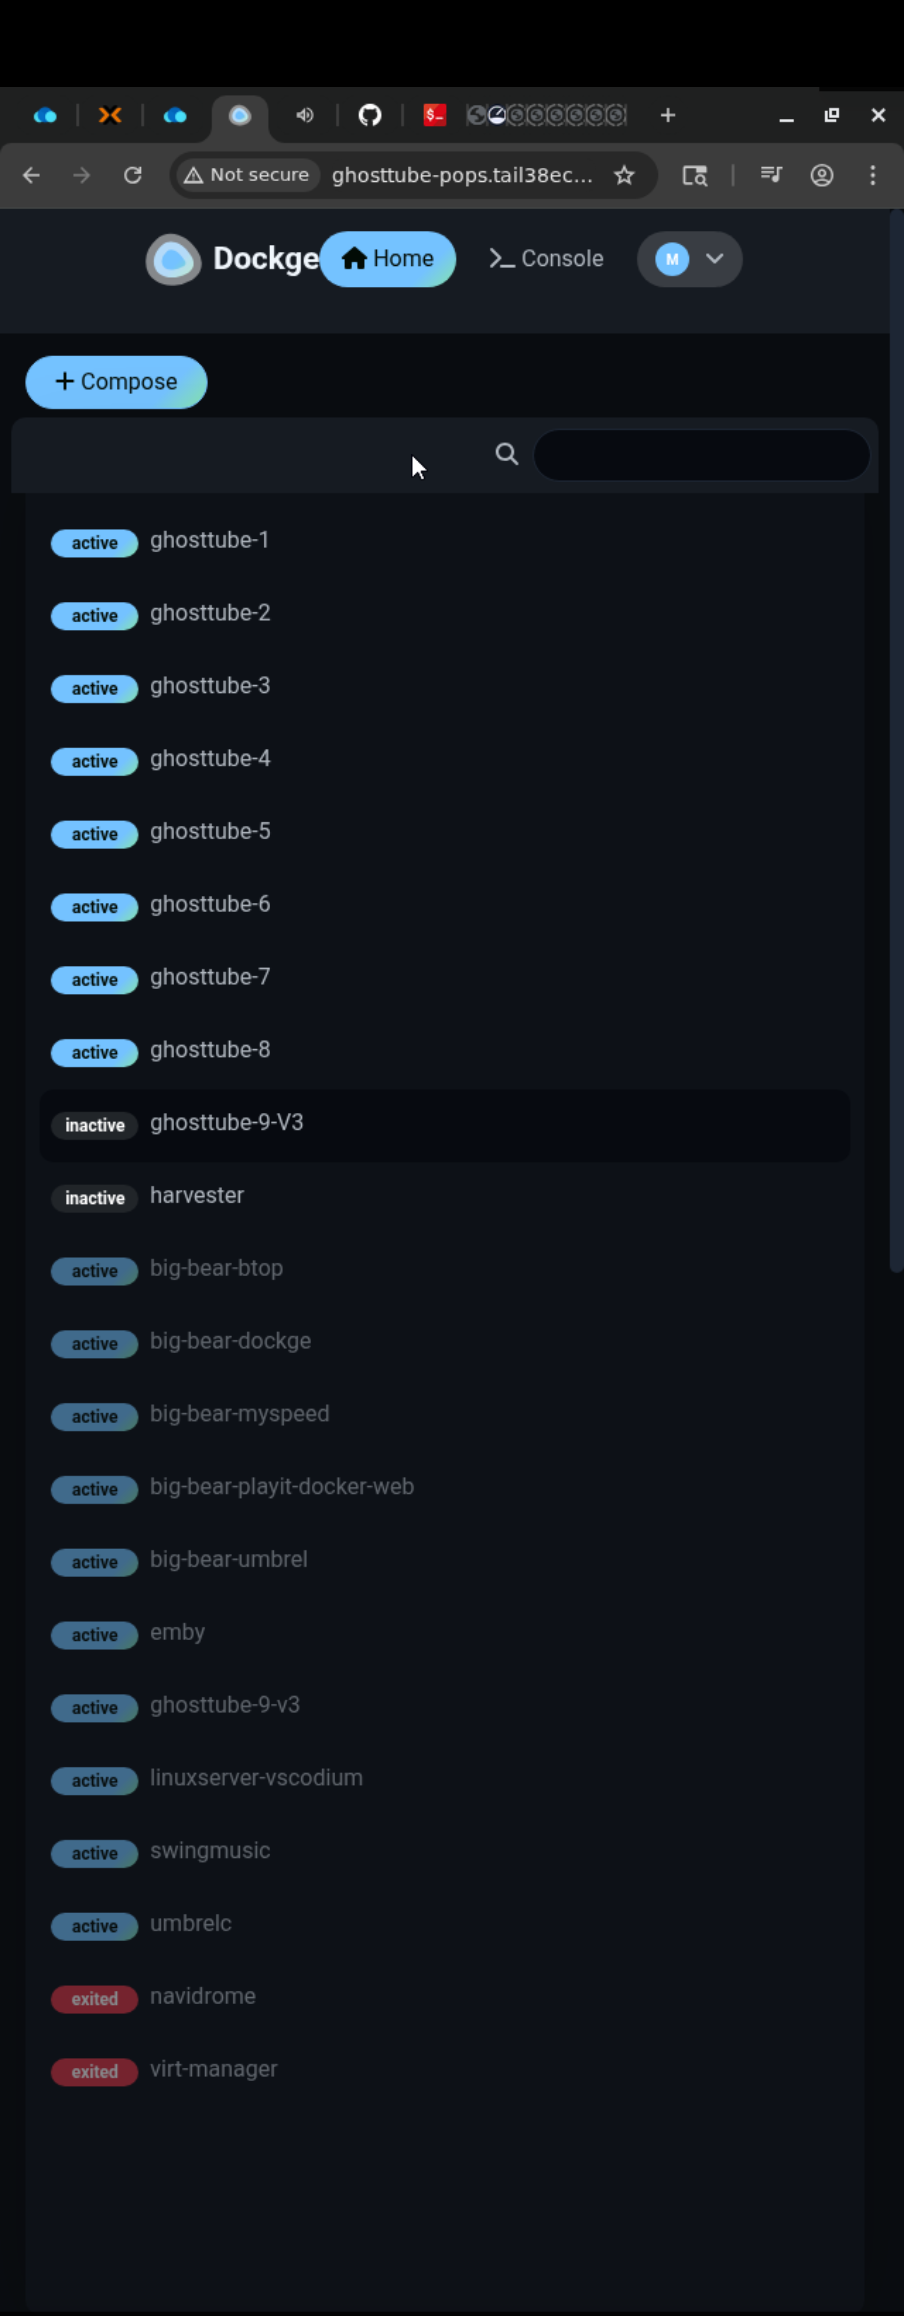 Not secure
ghosttube-pops.tail38ec...
Dockge
Home
Console
M
+ Compose
active ghosttube-1
active ghosttube-2
active ghosttube-3
active ghosttube-4
active ghosttube-5
active ghosttube-6
active ghosttube-7
active ghosttube-8
inactive ghosttube-9-V3
inactive harvester
active big-bear-btop
active big-bear-dockge
active big-bear-myspeed
active big-bear-playit-docker-web
active big-bear-umbrel
active emby
active ghosttube-9-v3
active linuxserver-vscodium
active swingmusic
active umbrelc
exited navidrome
exited virt-manager